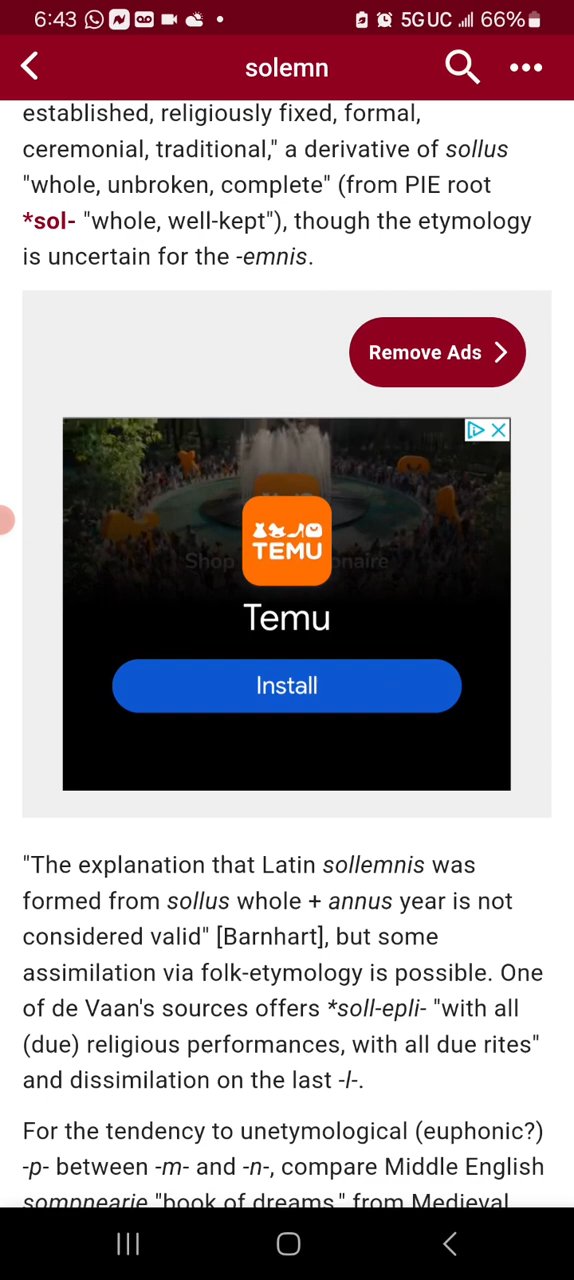 6:43 5GUC 66%
solemn
established, religiously fixed, formal,
ceremonial, traditional," a derivative of sollus
"whole, unbroken, complete" (from PIE root
*sol- "whole, well-kept"), though the etymology
is uncertain for the -emnis.
Remove Ads
TEMU
Shop
onaire
Temu
Install
"The explanation that Latin sollemnis was
formed from sollus whole + annus year is not
considered valid" [Barnhart], but some
assimilation via folk-etymology is possible. One
of de Vaan's sources offers *soll-epli- "with all
(due) religious performances, with all due rites"
and dissimilation on the last -l-.
For the tendency to unetymological (euphonic?)
-p- between -m- and -n-, compare Middle English
sompnearie "book of dreams," from Medieval